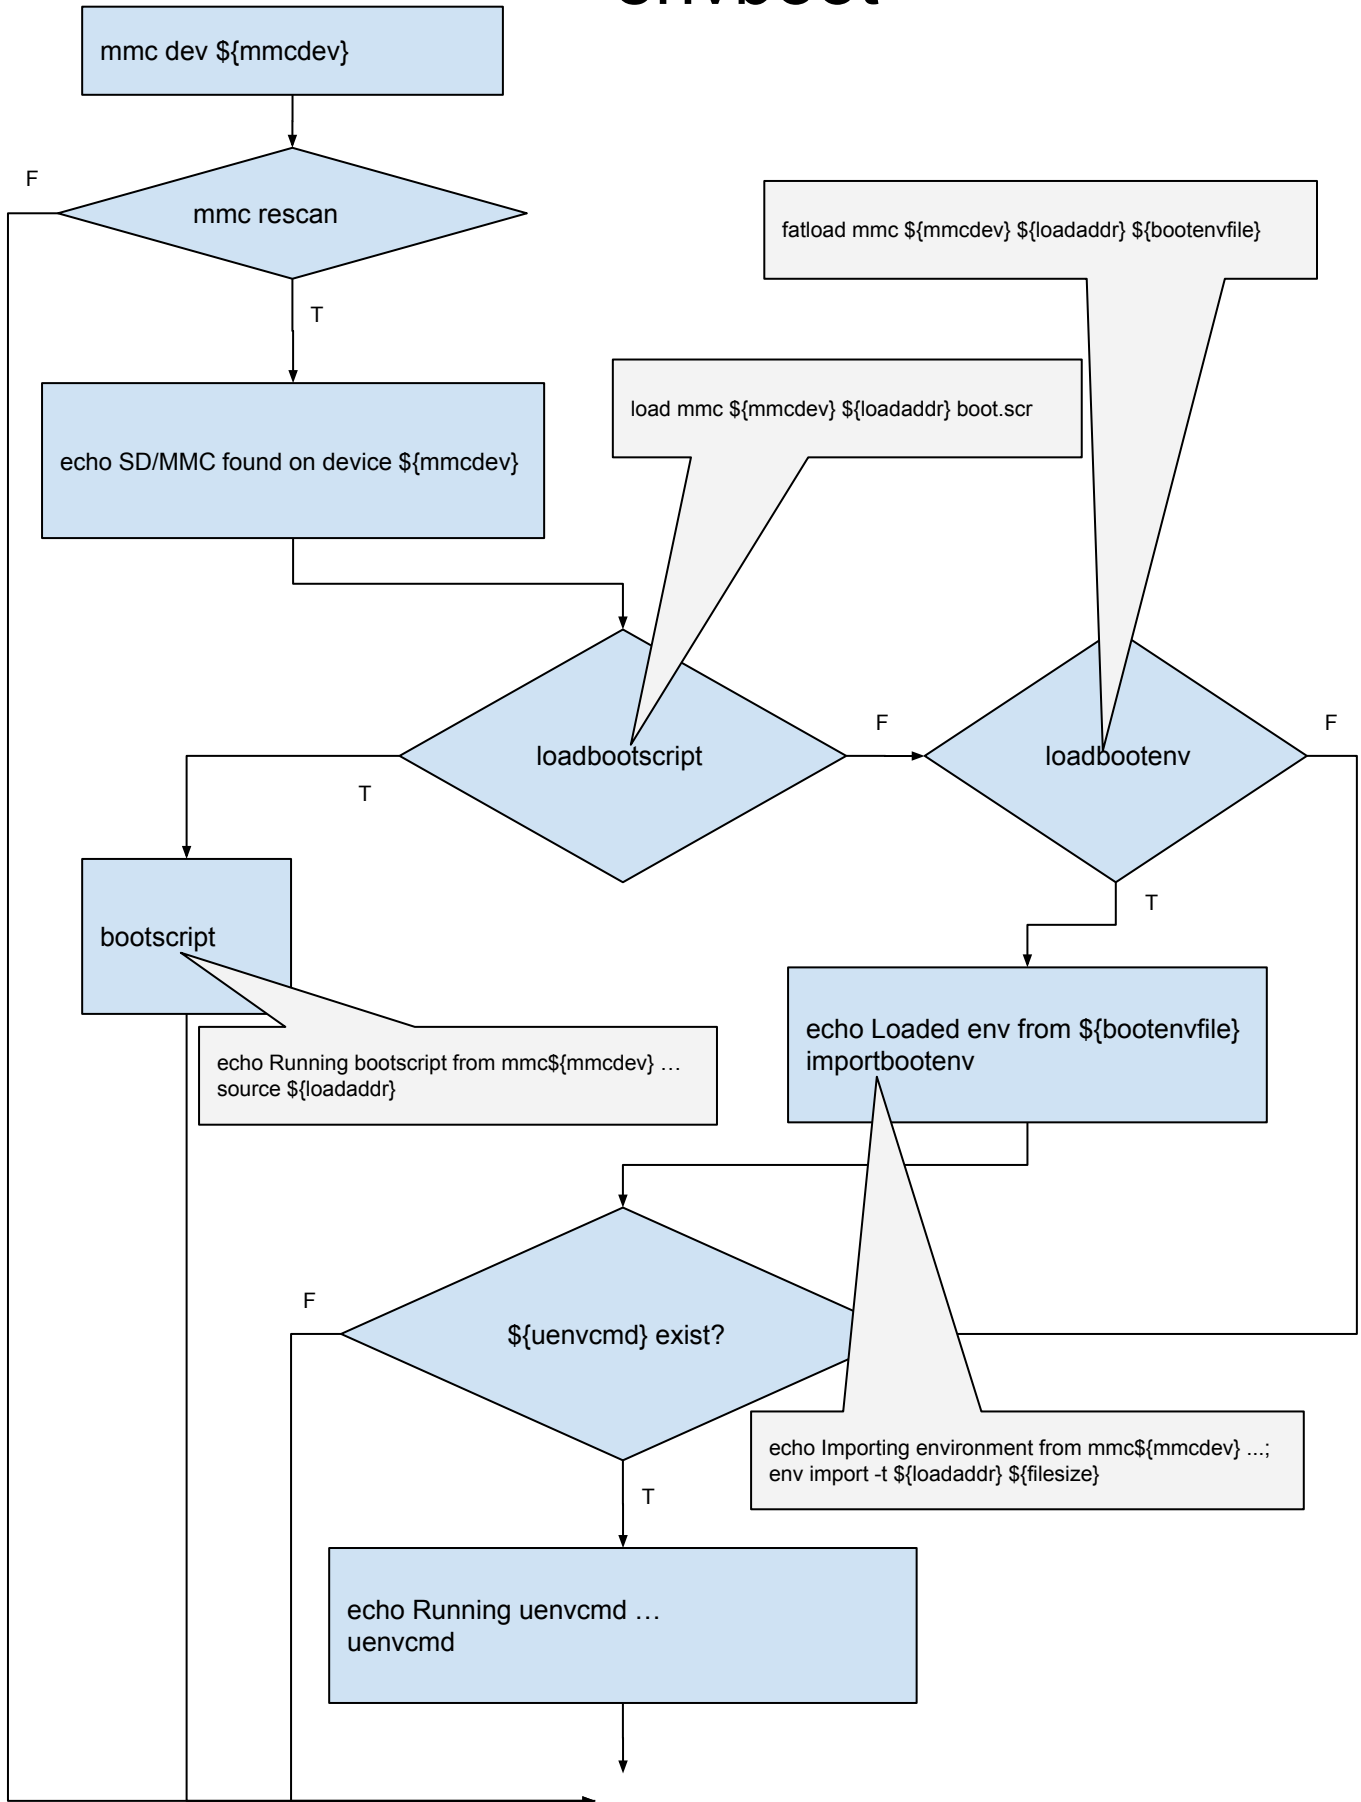 envboot
mmc dev ${mmcdev}
F
mmc rescan
fatload mmc ${mmcdev} ${loadaddr} ${bootenvfile}
T
load mmc ${mmcdev} ${loadaddr} boot.scr
echo SD/MMC found on device ${mmcdev}
F
F
loadbootscript
loadbootenv
T
T
bootscript
echo Loaded env from ${bootenvfile}
importbootenv
echo Running bootscript from mmc${mmcdev} …
source ${loadaddr}
F
${uenvcmd} exist?
echo Importing environment from mmc${mmcdev} ...;
env import -t ${loadaddr} ${filesize}
T
echo Running uenvcmd …
uenvcmd